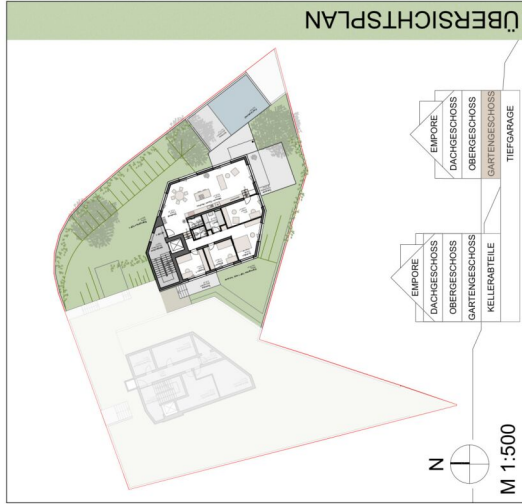 ÜBERSICHTSPLAN
EMPORE
DACHGESCHOSS
OBERGESCHOSS
GARTENGESCHOSS
TIEFGARAGE
EMPORE
DACHGESCHOSS
OBERGESCHOSS
GARTENGESCHOSS
KELLERABTEILE
N
M 1:500